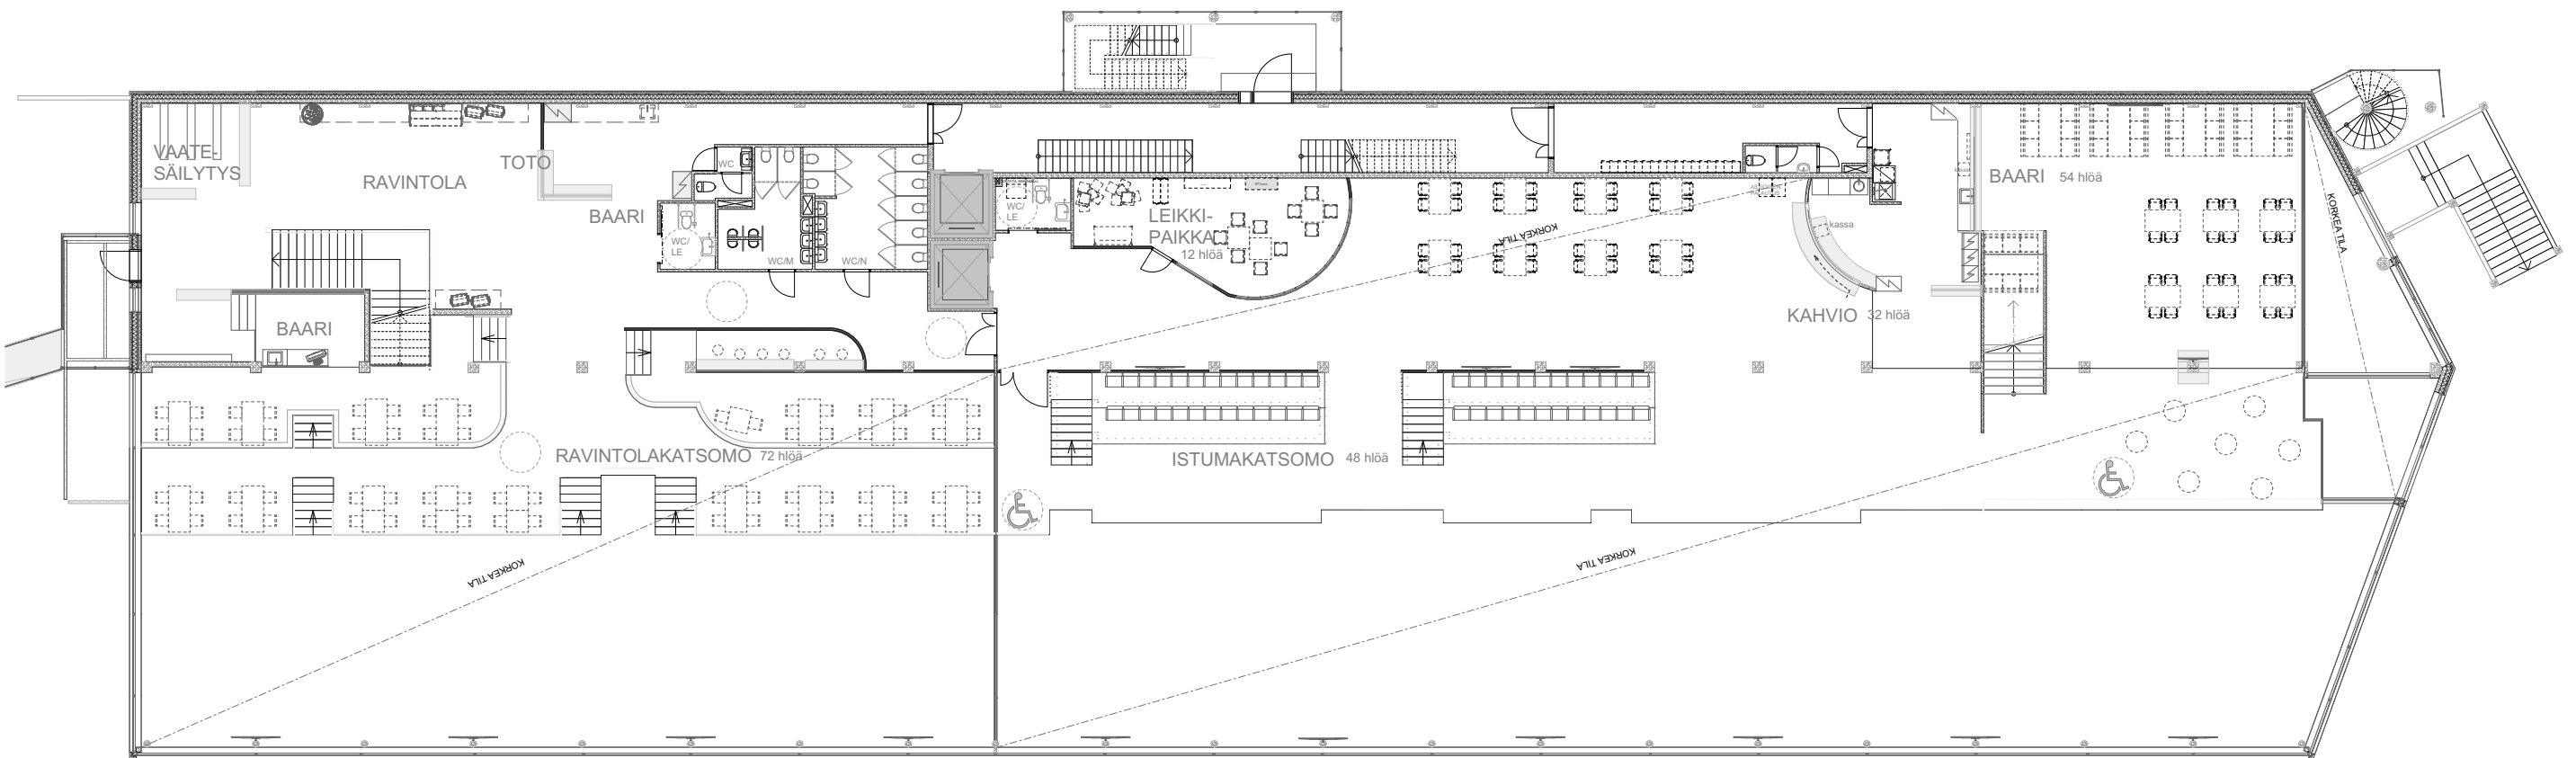 VAATE-
SÄILYTYS
RAVINTOLA
TOTO
BAARI
WC
WC/
LE
WC/M
WC/N
WC/
LE
LEIKKI-
PAIKKA
12 hlöä
KORKEA TILA
kassa
KAHVIO 32 hlöä
BAARI 54 hlöä
KORKEA TILA
BAARI
RAVINTOLAKATSOMO 72 hlöä
ISTUMAKATSOMO 48 hlöä
KORKEA TILA
KORKEA TILA